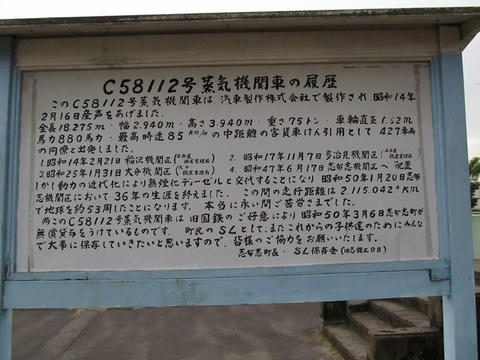 C58112号蒸気機関車の履歴
このC58112号蒸気機関車は 汽車製作株式会社で製作され 昭和14年
2月16日産声をあげました。
全長18.275m・幅2.940m・高さ3.940m・重さ75トン・車輪直圣1.52m
馬力880馬力・最高時速85km/hの中距離の客貨車けん引用として427両
の同僚と出発しました。
1.昭和14年2月21日稲沢機関区 2.昭和17年11月7日多治見機関区
3.昭和25年1月31日大分機関区 4.昭和47年6月17日志布志機関区へ配置
しかし動力の近代化により無煙化ディーゼルと交代することになり 昭和50年1月20日志布
志機関区において 36年の生涯を終えました。 この間の走行距離は 2.115.042.4KM
で地球を約53周したことになります。本当に永い間ご苦労さまでした。
尚このC58112号蒸気機関車は 旧国鉄のご好意により昭和50年3月6日志布志町が
無償貸与をうけているものです。 町民のSLとして、またこれからの子供達のためにみんな
で大事に保存していきたいと思いますので、皆様のご協力をお願いいたします。
志布志町長・SL保存会(旧志鉄正OB)